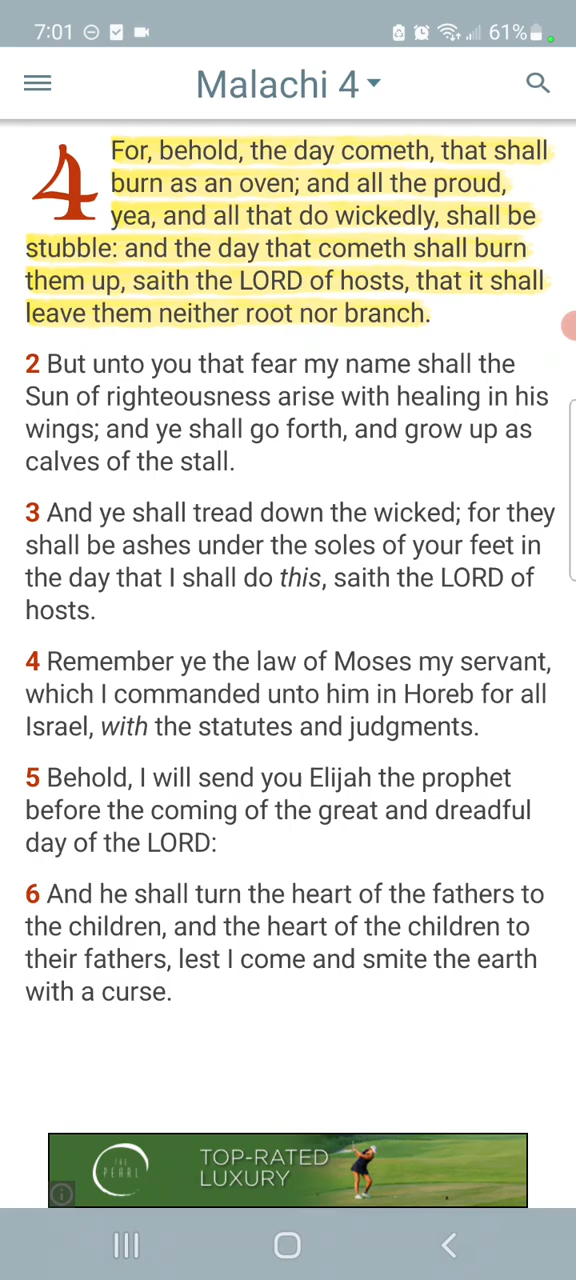 7:01
61%
Malachi 4
4 For, behold, the day cometh, that shall
burn as an oven; and all the proud,
yea, and all that do wickedly, shall be
stubble: and the day that cometh shall burn
them up, saith the LORD of hosts, that it shall
leave them neither root nor branch.
2 But unto you that fear my name shall the
Sun of righteousness arise with healing in his
wings; and ye shall go forth, and grow up as
calves of the stall.
3 And ye shall tread down the wicked; for they
shall be ashes under the soles of your feet in
the day that I shall do this, saith the LORD of
hosts.
4 Remember ye the law of Moses my servant,
which I commanded unto him in Horeb for all
Israel, with the statutes and judgments.
5 Behold, I will send you Elijah the prophet
before the coming of the great and dreadful
day of the LORD:
6 And he shall turn the heart of the fathers to
the children, and the heart of the children to
their fathers, lest I come and smite the earth
with a curse.
THE
PEARL
TOP-RATED
LUXURY